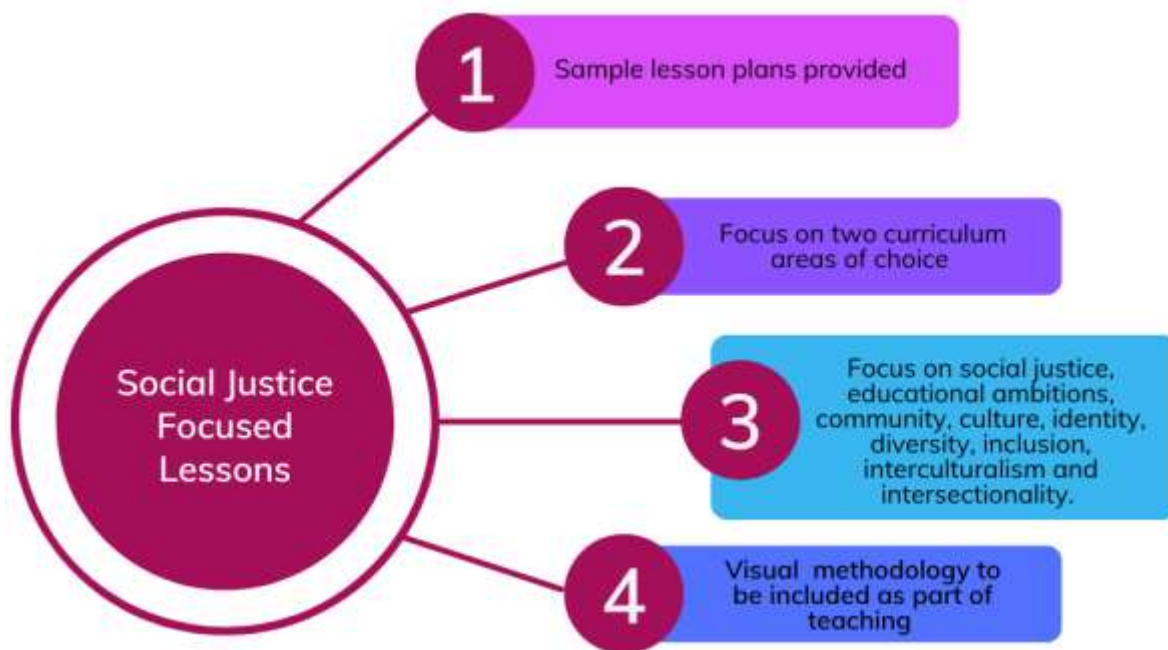 1
Sample lesson plans provided
2
Focus on two curriculum
areas of choice
Social Justice
Focused
Lessons
3
Focus on social justice,
educational ambitions,
community, culture, identity,
diversity, inclusion,
interculturalism and
intersectionality.
4
Visual methodology to
be included as part of
teaching